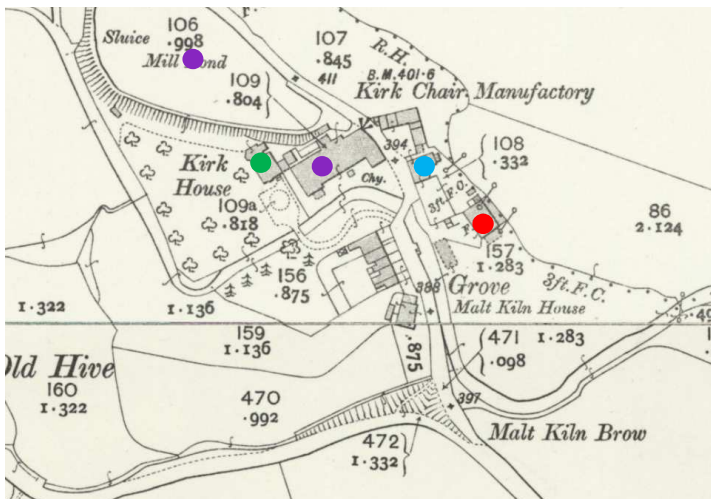 106
.998
Sluice
Mill Pond
107
.845
411
R.H.
B.M.401.6
109
.804
Kirk Chair Manufactory
394
108
.332
Kirk
House
Chy.
3ft.F.C.
109a
.818
86
2.124
157
1.283
156
.875
3ft.F.C.
Grove
388
Malt Kiln House
1.322
1.136
159
1.136
471
.098
1.283
.875
Old Hive
160
1.322
470
.992
397
Malt Kiln Brow
472
1.332